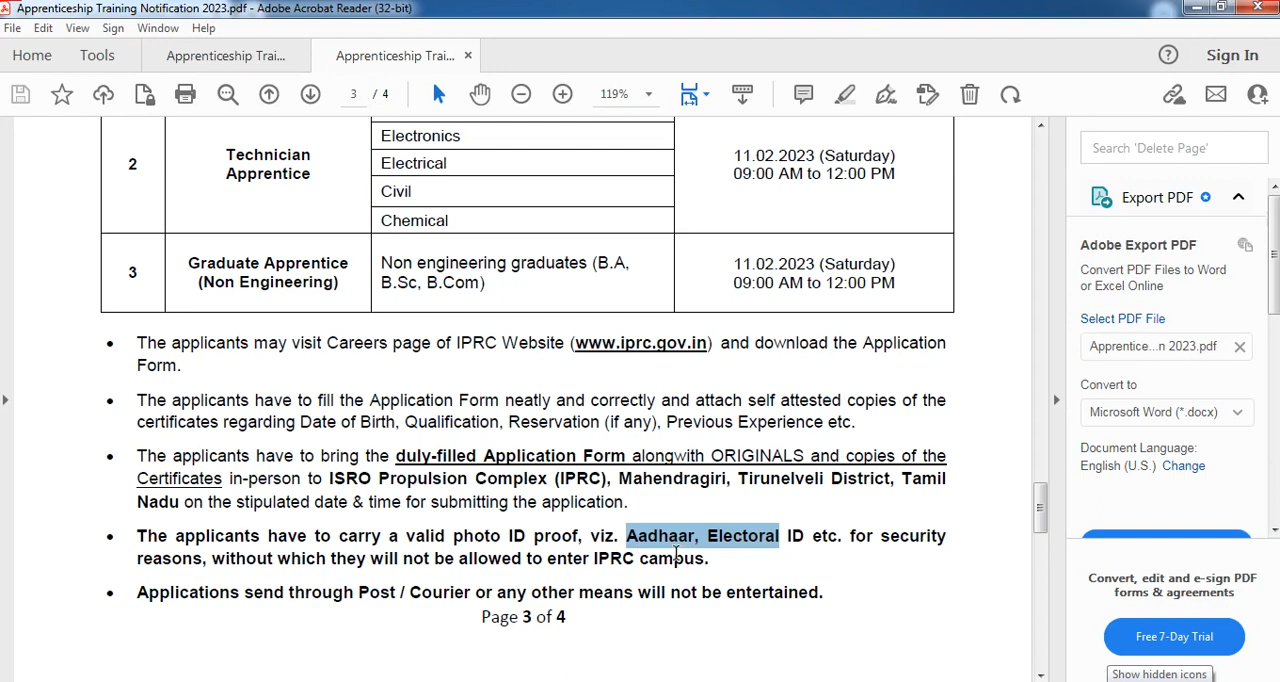 Apprenticeship Training Notification 2023.pdf - Adobe Acrobat Reader (32-bit)
File Edit View Sign Window Help
Home Tools Apprenticeship Trai... Apprenticeship Trai... × Sign In
3 / 4 119%
Electronics
2 Technician Apprentice 11.02.2023 (Saturday) 09:00 AM to 12:00 PM
Electrical
Civil
Chemical
3 Graduate Apprentice (Non Engineering) Non engineering graduates (B.A, B.Sc, B.Com) 11.02.2023 (Saturday) 09:00 AM to 12:00 PM
• The applicants may visit Careers page of IPRC Website (www.iprc.gov.in) and download the Application
Form.
• The applicants have to fill the Application Form neatly and correctly and attach self attested copies of the
certificates regarding Date of Birth, Qualification, Reservation (if any), Previous Experience etc.
• The applicants have to bring the duly-filled Application Form alongwith ORIGINALS and copies of the
Certificates in-person to ISRO Propulsion Complex (IPRC), Mahendragiri, Tirunelveli District, Tamil
Nadu on the stipulated date & time for submitting the application.
• The applicants have to carry a valid photo ID proof, viz. Aadhaar, Electoral ID etc. for security
reasons, without which they will not be allowed to enter IPRC campus.
• Applications send through Post / Courier or any other means will not be entertained.
Page 3 of 4
Search 'Delete Page'
Export PDF
Adobe Export PDF
Convert PDF Files to Word
or Excel Online
Select PDF File
Apprentice...n 2023.pdf ×
Convert to
Microsoft Word (*.docx)
Document Language:
English (U.S.) Change
Convert, edit and e-sign PDF
forms & agreements
Free 7-Day Trial
Show hidden icons